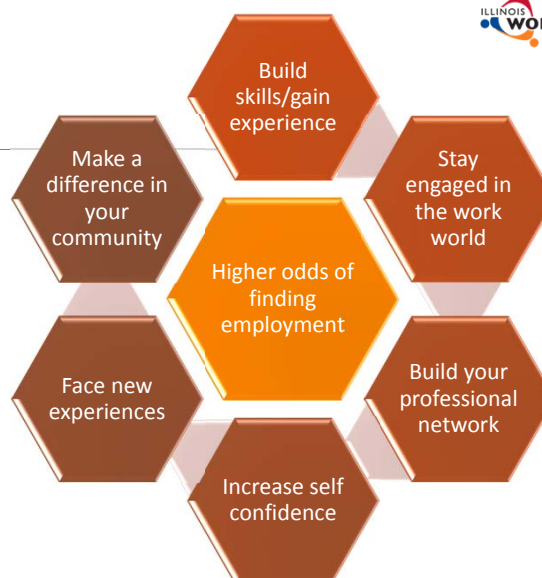 ILLINOIS
Build
skills/gain
experience
Make a
difference in
your
community
Stay
engaged in
the work
world
Higher odds of
finding
employment
Face new
experiences
Build your
professional
network
Increase self
confidence